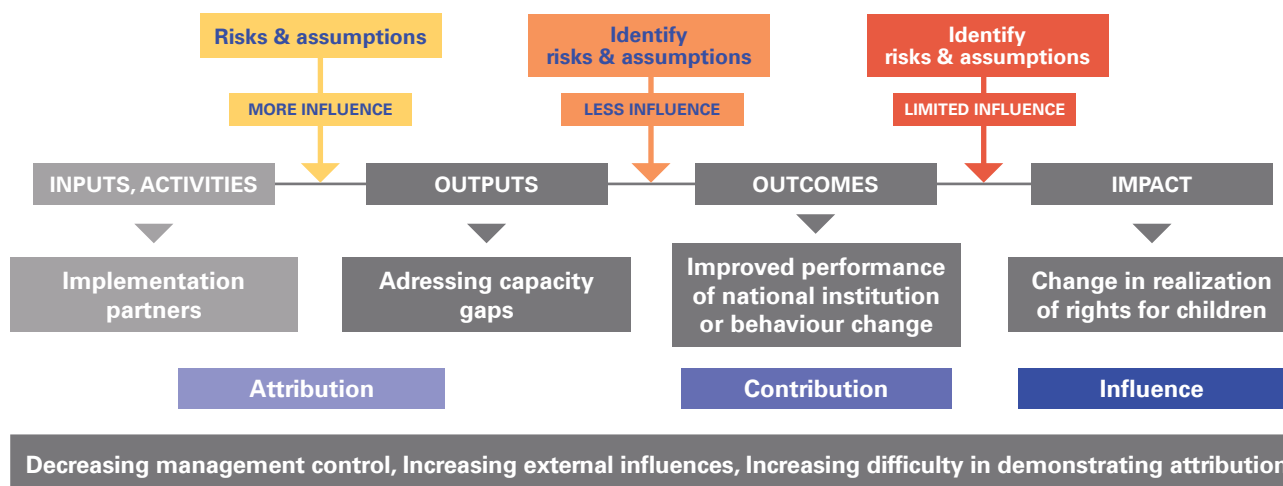 Risks & assumptions
Identify
risks & assumptions
Identify
risks & assumptions
MORE INFLUENCE
LESS INFLUENCE
LIMITED INFLUENCE
INPUTS, ACTIVITIES
OUTPUTS
OUTCOMES
IMPACT
Implementation
partners
Adressing capacity
gaps
Improved performance
of national institution
or behaviour change
Change in realization
of rights for children
Attribution
Contribution
Influence
Decreasing management control, Increasing external influences, Increasing difficulty in demonstrating attribution